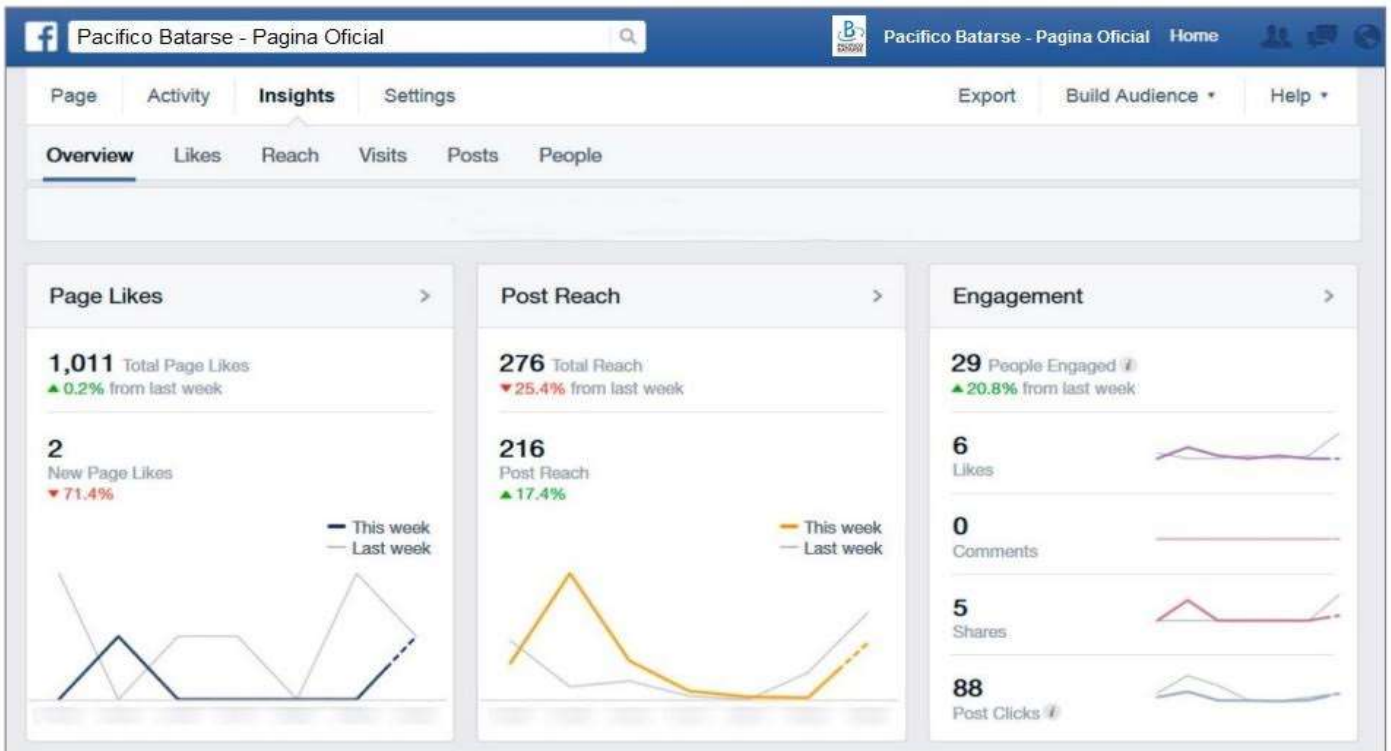 f Pacifico Batarse - Pagina Oficial B PACIFICO BATARSE Pacifico Batarse - Pagina Oficial Home
Page Activity Insights Settings Export Build Audience Help
Overview Likes Reach Visits Posts People
Page Likes
1,011 Total Page Likes
0.2% from last week
2
New Page Likes
71.4%
This week
Last week
Post Reach
276 Total Reach
25.4% from last week
216
Post Reach
17.4%
This week
Last week
Engagement
29 People Engaged i
20.8% from last week
6
Likes
0
Comments
5
Shares
88
Post Clicks i